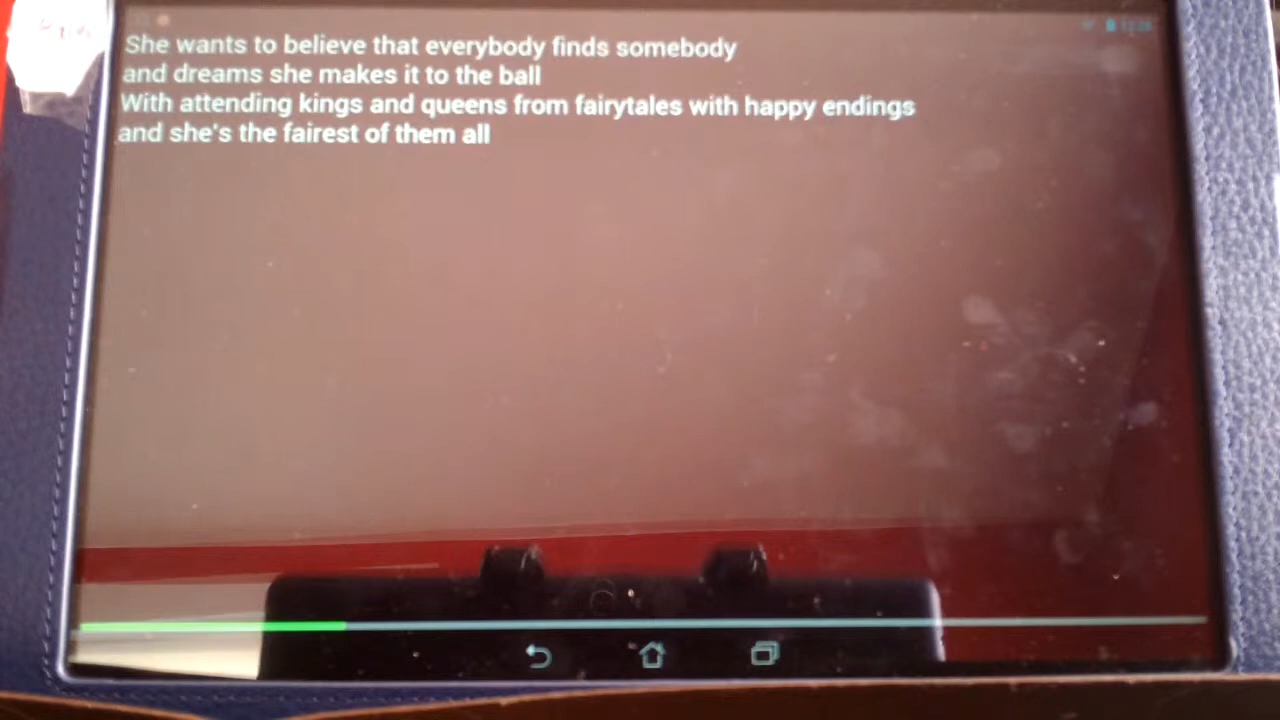 She wants to believe that everybody finds somebody
and dreams she makes it to the ball
With attending kings and queens from fairytales with happy endings
and she's the fairest of them all